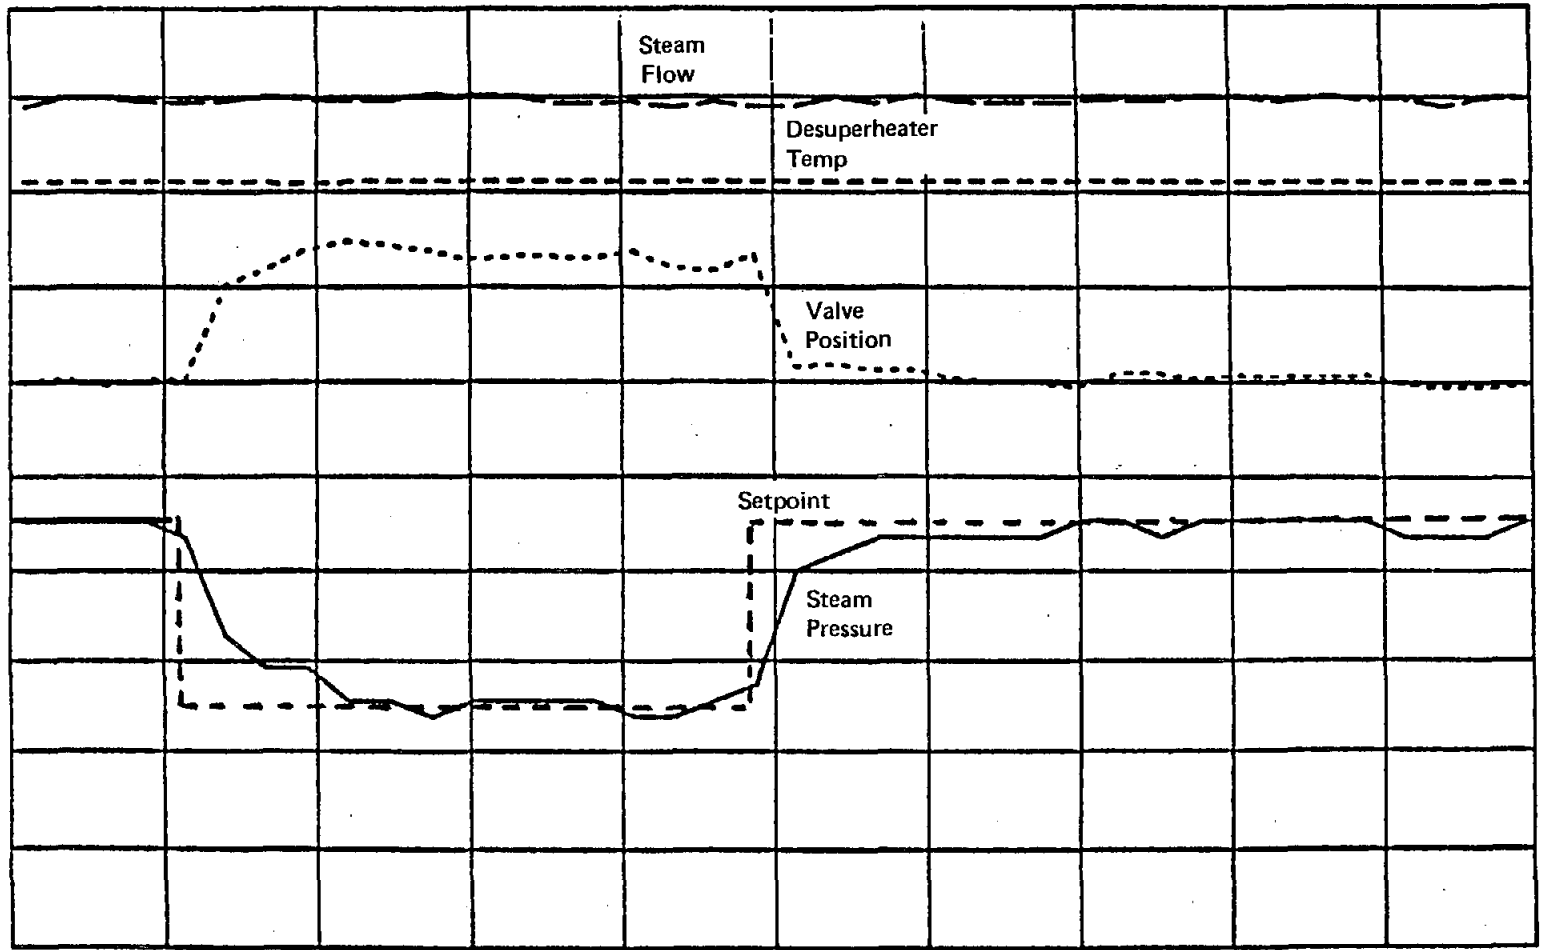 Steam
Flow
Desuperheater
Temp
Valve
Position
Setpoint
Steam
Pressure